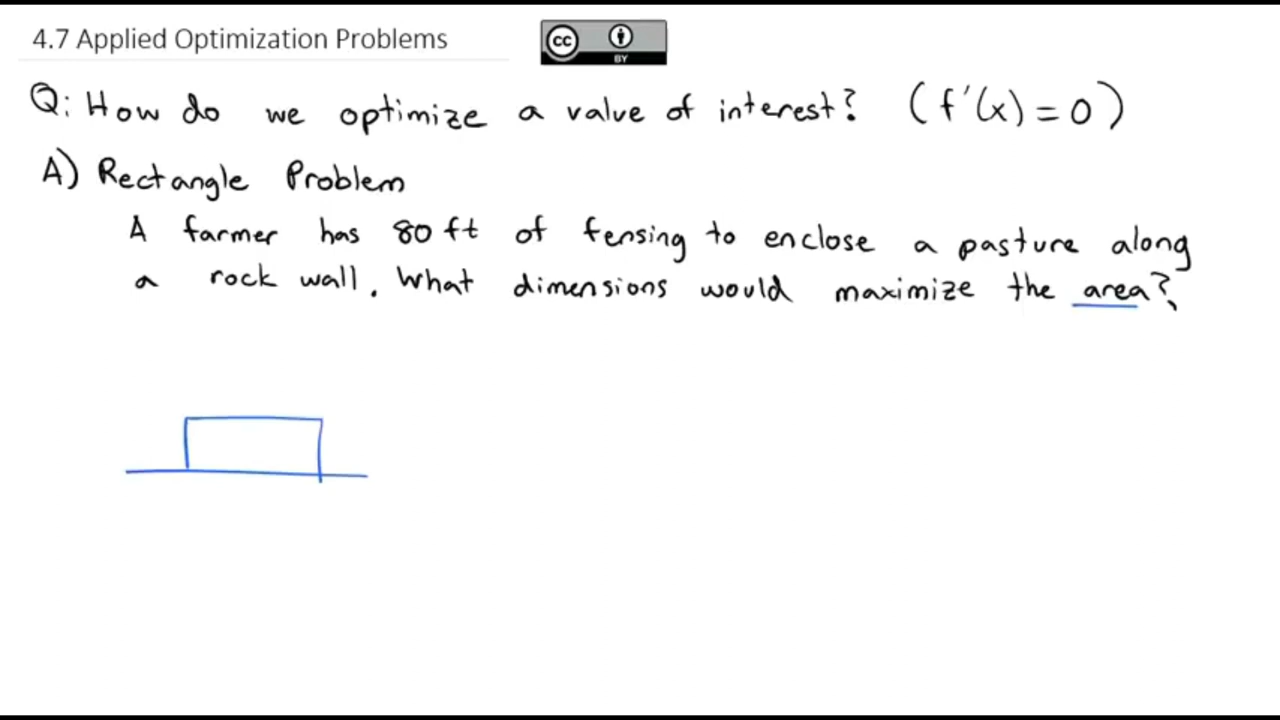 4.7 Applied Optimization Problems
cc BY
Q: How do we optimize a value of interest? (f'(x) = 0)
A) Rectangle Problem
A farmer has 80 ft of fensing to enclose a pasture along
a rock wall. What dimensions would maximize the area?